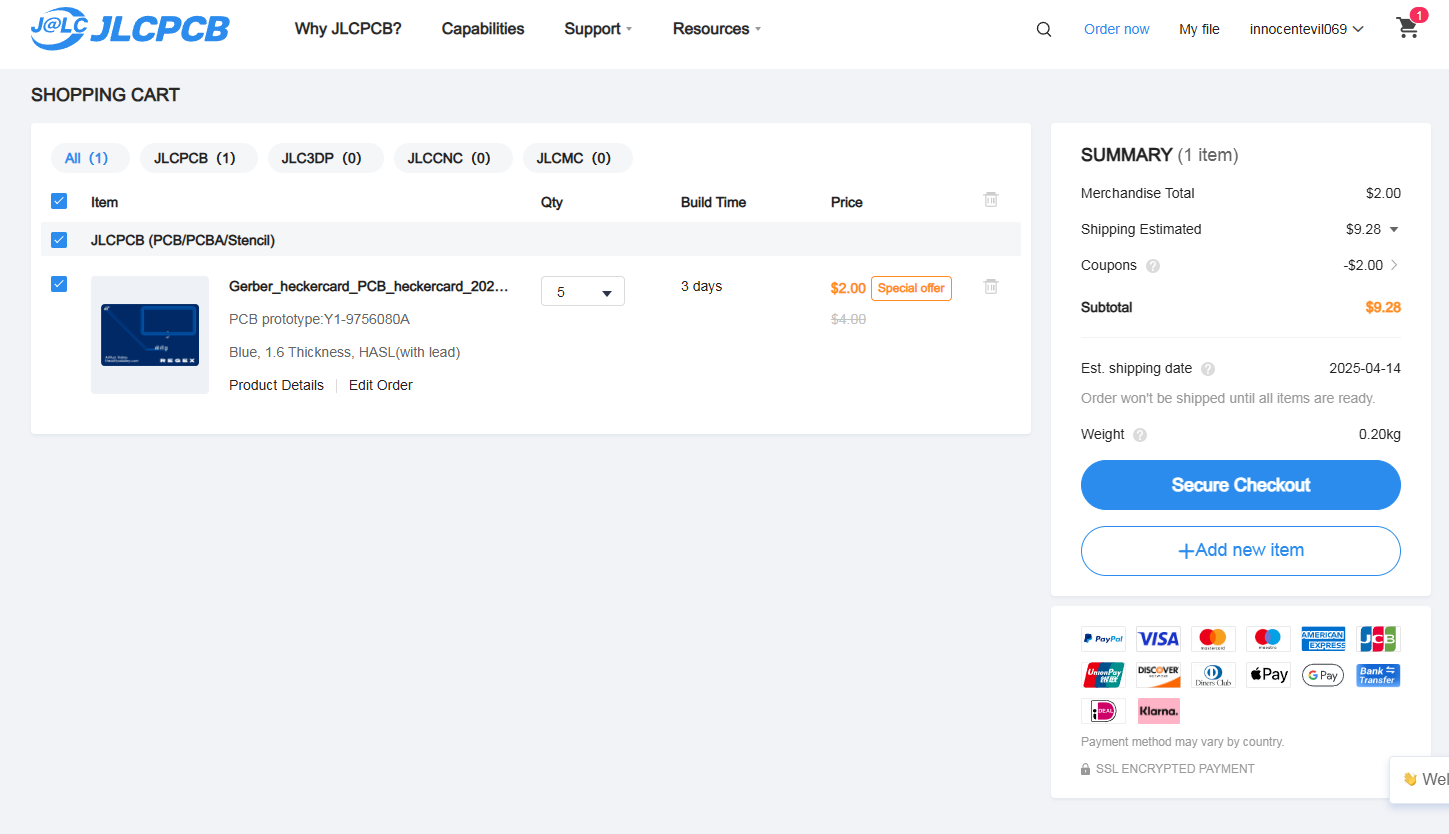 J@LC JLCPCB
Why JLCPCB?
Capabilities
Support
Resources
Order now
My file
innocentevil069
1
SHOPPING CART
All (1)
JLCPCB (1)
JLC3DP (0)
JLCCNC (0)
JLCMC (0)
Item
Qty
Build Time
Price
JLCPCB (PCB/PCBA/Stencil)
Gerber_heckercard_PCB_heckercard_202...
5
3 days
$2.00 Special offer
PCB prototype:Y1-9756080A
$4.00
Blue, 1.6 Thickness, HASL(with lead)
Product Details
Edit Order
SUMMARY (1 item)
Merchandise Total $2.00
Shipping Estimated $9.28
Coupons ? -$2.00
Subtotal $9.28
Est. shipping date ? 2025-04-14
Order won't be shipped until all items are ready.
Weight ? 0.20kg
Secure Checkout
+Add new item
PayPal VISA mastercard maestro AMERICAN EXPRESS JCB
UnionPay 银联 DISCOVER NETWORK Diners Club Pay G Pay Bank Transfer
iDEAL Klarna.
Payment method may vary by country.
SSL ENCRYPTED PAYMENT
👋 Wel